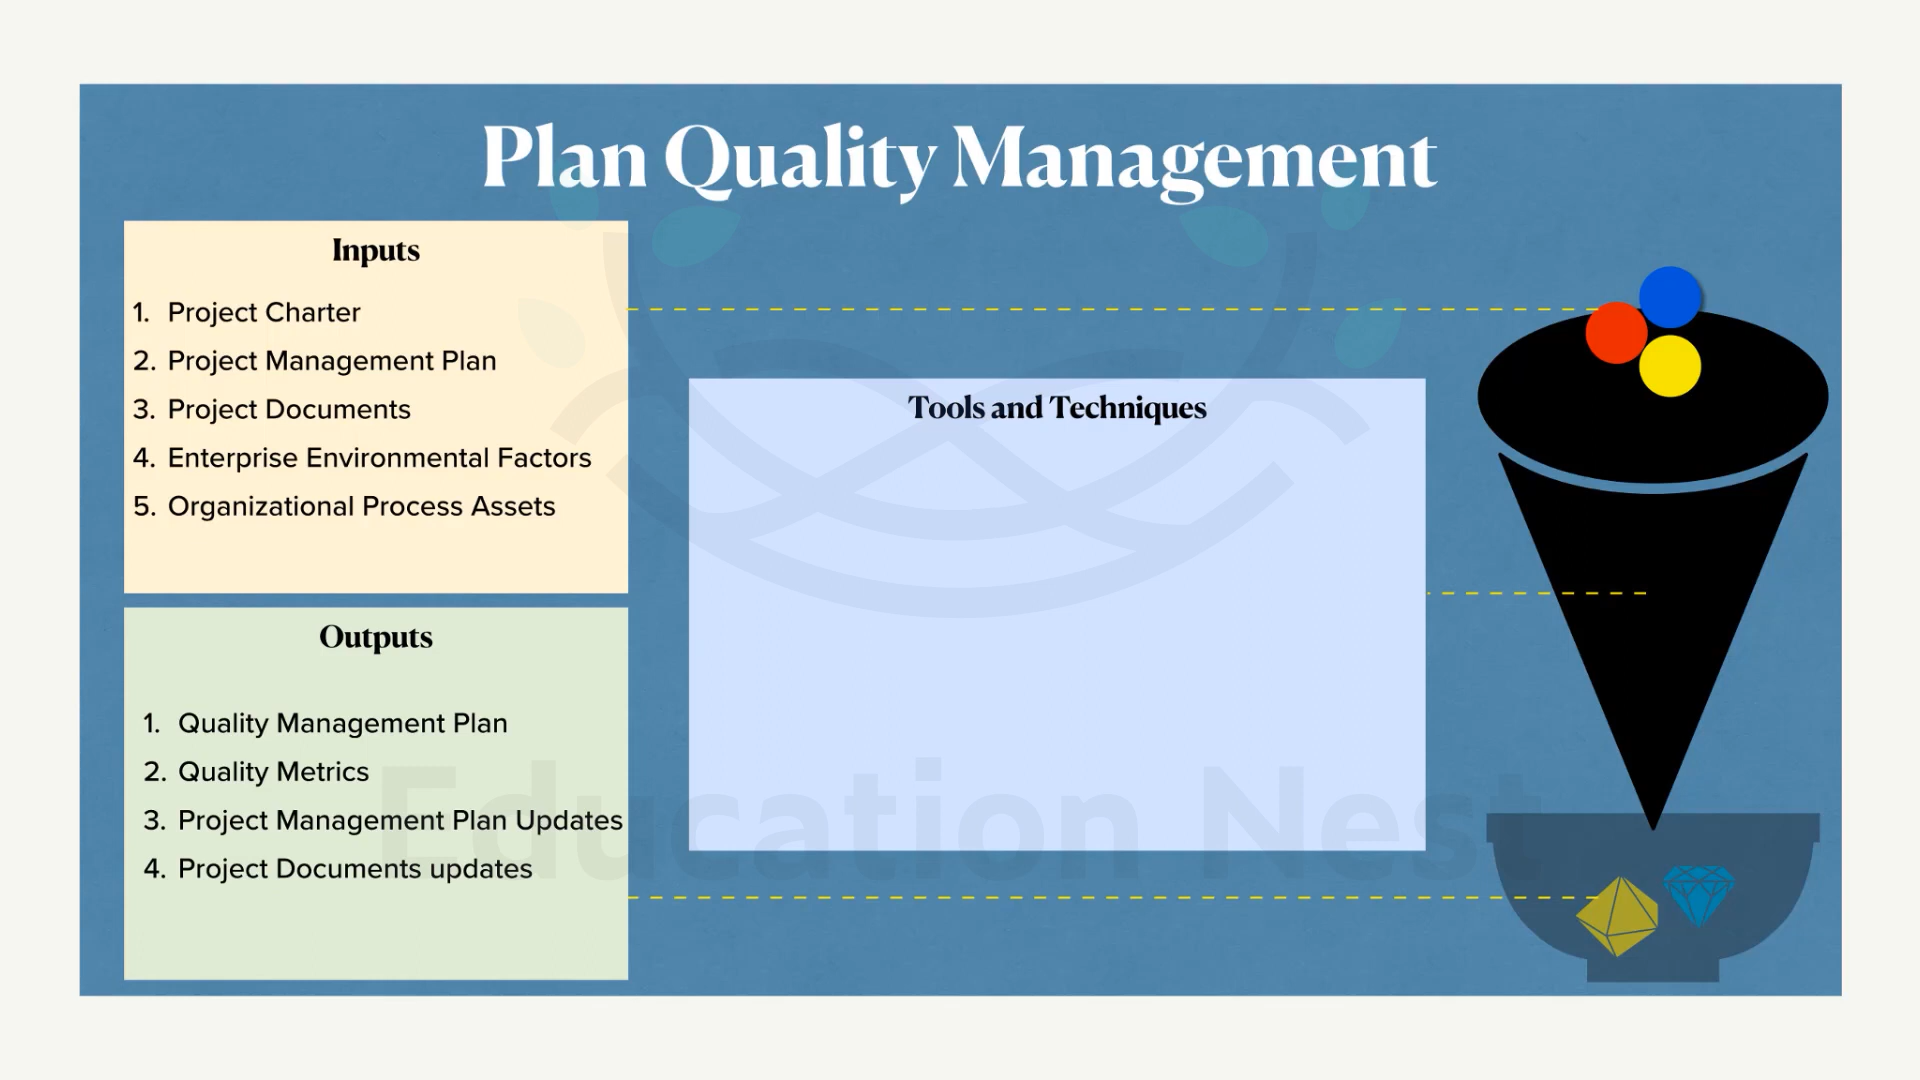 Plan Quality Management
Inputs
1. Project Charter
2. Project Management Plan
3. Project Documents
4. Enterprise Environmental Factors
5. Organizational Process Assets
Tools and Techniques
Outputs
1. Quality Management Plan
2. Quality Metrics
3. Project Management Plan Updates
4. Project Documents updates
Education Nest